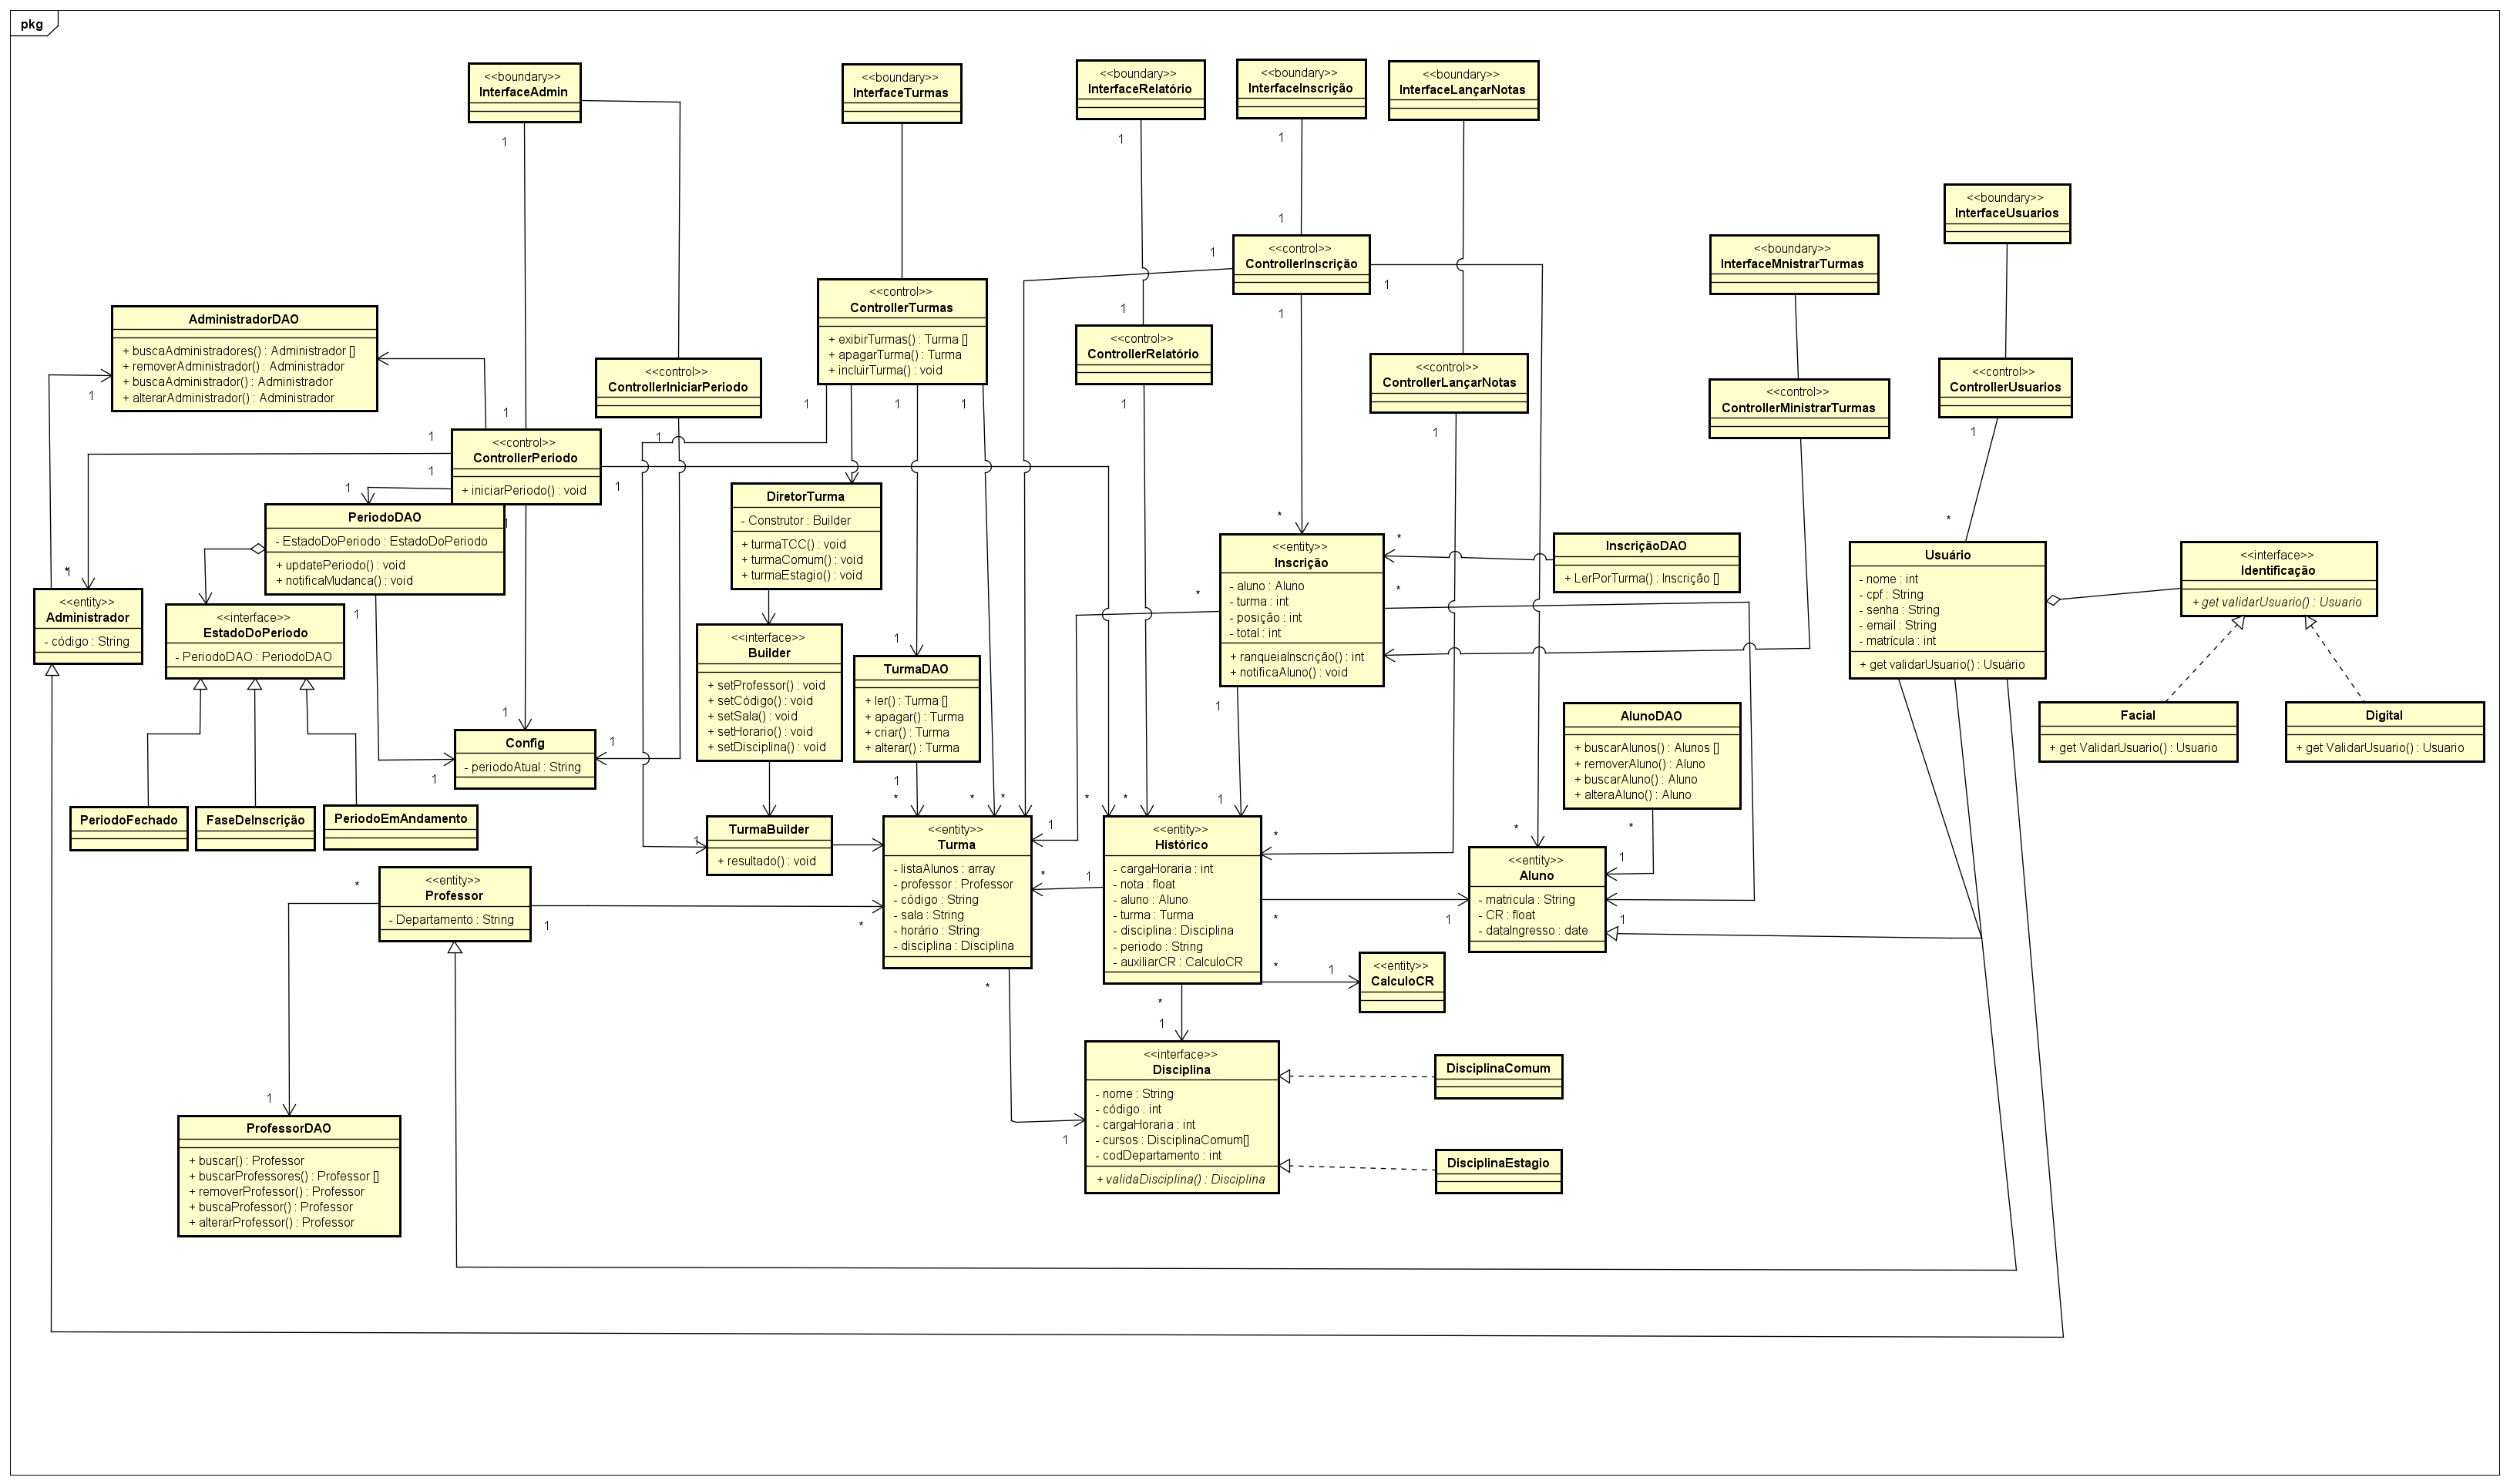 pkg
<<boundary>>
InterfaceAdmin
<<boundary>>
InterfaceTurmas
<<boundary>>
InterfaceRelatório
<<boundary>>
InterfaceInscrição
<<boundary>>
InterfaceLançarNotas
1
1
1
<<boundary>>
InterfaceUsuarios
<<boundary>>
InterfaceMnistrarTurmas
1
1
<<control>>
ControllerInscrição
1
1
<<control>>
ControllerTurmas
+ exibirTurmas() : Turma []
+ apagarTurma() : Turma
+ incluirTurma() : void
1
1
1
1
<<control>>
ControllerRelatório
1
AdministradorDAO
+ buscaAdministradores() : Administrador []
+ removerAdministrador() : Administrador
+ buscaAdministrador() : Administrador
+ alterarAdministrador() : Administrador
1
<<control>>
ControllerIniciarPeriodo
1
<<control>>
ControllerLançarNotas
1
<<control>>
ControllerMinistrarTurmas
<<control>>
ControllerUsuarios
1
*
1
1
1
<<control>>
ControllerPeriodo
+ iniciarPeriodo() : void
1
1
1
PeriodoDAO
- EstadoDoPeriodo : EstadoDoPeriodo
+ updatePeriodo() : void
+ notificaMudanca() : void
1
DiretorTurma
- Construtor : Builder
+ turmaTCC() : void
+ turmaComum() : void
+ turmaEstagio() : void
*
<<entity>>
Inscrição
- aluno : Aluno
- turma : int
- posição : int
- total : int
+ ranqueiaInscrição() : int
+ notificaAluno() : void
*
*
*
1
InscriçãoDAO
+ LerPorTurma() : Inscrição []
Usuário
- nome : int
- cpf : String
- senha : String
- email : String
- matrícula : int
+ get validarUsuario() : Usuário
<<interface>>
Identificação
+ get validarUsuario() : Usuario
*
1
<<entity>>
Administrador
- código : String
<<interface>>
EstadoDoPeriodo
- PeriodoDAO : PeriodoDAO
<<interface>>
Builder
+ setProfessor() : void
+ setCódigo() : void
+ setSala() : void
+ setHorario() : void
+ setDisciplina() : void
1
TurmaDAO
+ ler() : Turma []
+ apagar() : Turma
+ criar() : Turma
+ alterar() : Turma
1
*
*
*
*
*
1
1
1
1
1
Config
- periodoAtual : String
AlunoDAO
+ buscarAlunos() : Alunos []
+ removerAluno() : Aluno
+ buscarAluno() : Aluno
+ alteraAluno() : Aluno
*
1
Facial
+ get ValidarUsuario() : Usuario
Digital
+ get ValidarUsuario() : Usuario
PeriodoFechado
FaseDeInscrição
PeriodoEmAndamento
1
TurmaBuilder
+ resultado() : void
<<entity>>
Turma
- listaAlunos : array
- professor : Professor
- código : String
- sala : String
- horário : String
- disciplina : Disciplina
*
1
<<entity>>
Histórico
- cargaHoraria : int
- nota : float
- aluno : Aluno
- turma : Turma
- disciplina : Disciplina
- periodo : String
- auxiliarCR : CalculoCR
*
*
1
*
1
*
<<entity>>
Aluno
- matricula : String
- CR : float
- dataIngresso : date
1
*
<<entity>>
Professor
- Departamento : String
1
*
<<entity>>
CalculoCR
*
*
1
<<interface>>
Disciplina
- nome : String
- código : int
- cargaHoraria : int
- cursos : DisciplinaComum[]
- codDepartamento : int
+ validaDisciplina() : Disciplina
1
DisciplinaComum
DisciplinaEstagio
1
ProfessorDAO
+ buscar() : Professor
+ buscarProfessores() : Professor []
+ removerProfessor() : Professor
+ buscaProfessor() : Professor
+ alterarProfessor() : Professor